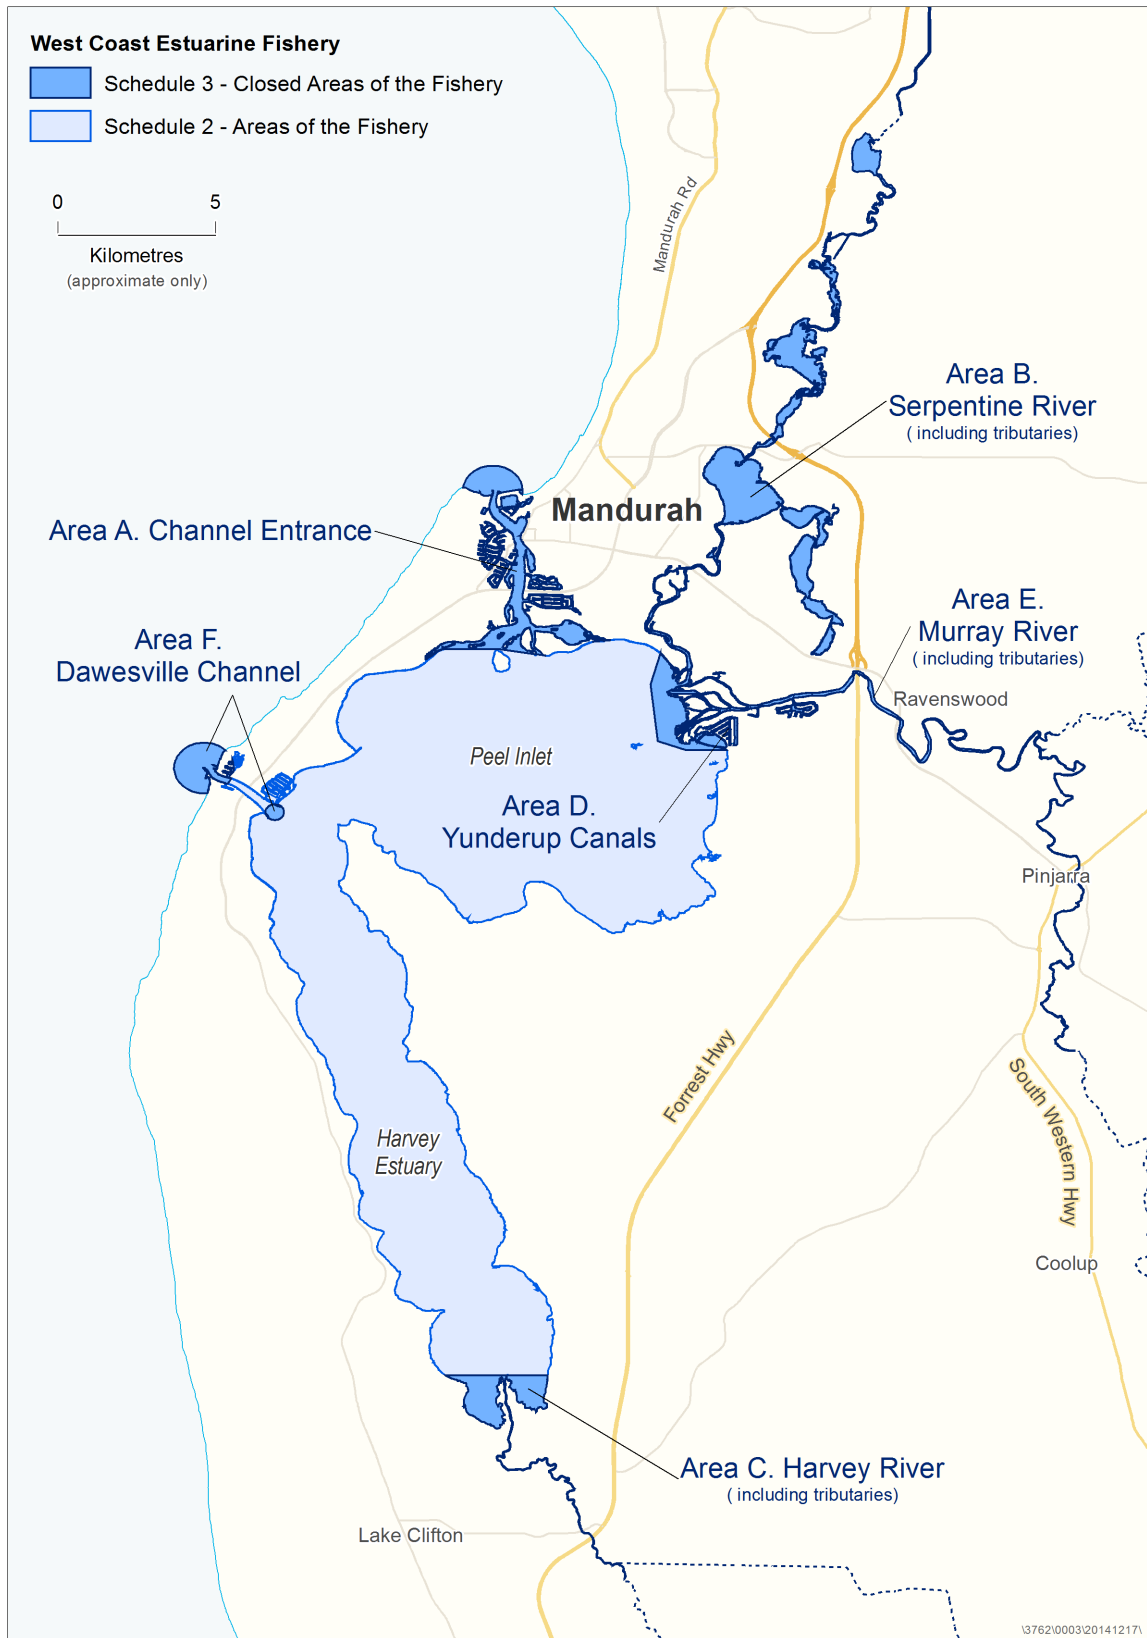 West Coast Estuarine Fishery
Schedule 3 - Closed Areas of the Fishery
Schedule 2 - Areas of the Fishery
0 5
Kilometres
(approximate only)
Mandurah Rd
Area B.
Serpentine River
( including tributaries)
Mandurah
Area A. Channel Entrance
Area E.
Murray River
( including tributaries)
Area F.
Dawesville Channel
Ravenswood
Peel Inlet
Area D.
Yunderup Canals
Pinjarra
Forrest Hwy
South Western Hwy
Harvey
Estuary
Coolup
Area C. Harvey River
( including tributaries)
Lake Clifton
\3762\0003\20141217\